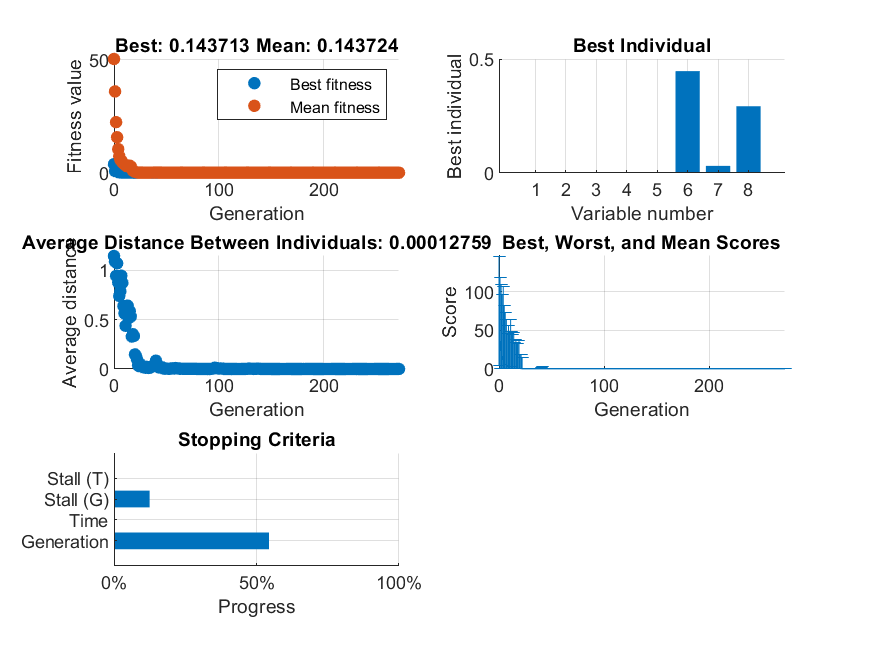 Best: 0.143713 Mean: 0.143724
50
0
Fitness value
Best fitness
Mean fitness
0 100 200
Generation
Best Individual
0.5
0
Best individual
1 2 3 4 5 6 7 8
Variable number
Average Distance Between Individuals: 0.00012759
1
0.5
0
Average distance
0 100 200
Generation
Best, Worst, and Mean Scores
100
50
0
Score
0 100 200
Generation
Stopping Criteria
Stall (T)
Stall (G)
Time
Generation
0% 50% 100%
Progress